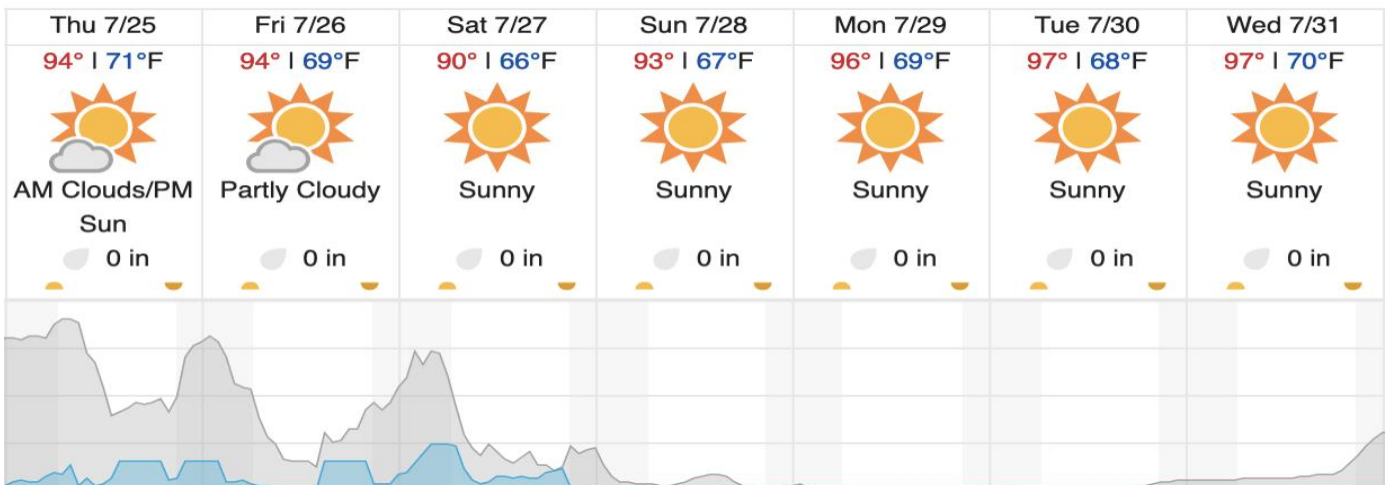 Thu 7/25
94° | 71°F
AM Clouds/PM
Sun
0 in
Fri 7/26
94° | 69°F
Partly Cloudy
0 in
Sat 7/27
90° | 66°F
Sunny
0 in
Sun 7/28
93° | 67°F
Sunny
0 in
Mon 7/29
96° | 69°F
Sunny
0 in
Tue 7/30
97° | 68°F
Sunny
0 in
Wed 7/31
97° | 70°F
Sunny
0 in